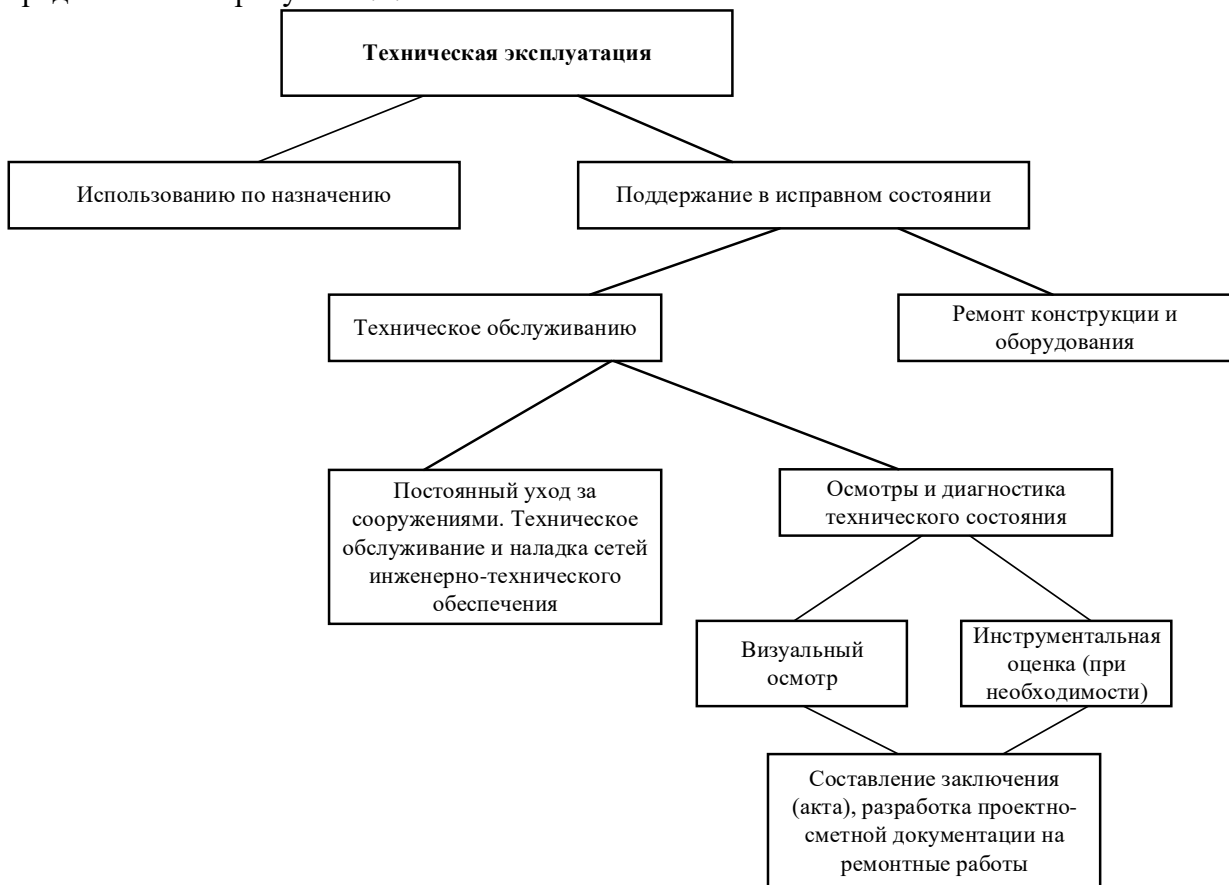 Техническая эксплуатация
Использованию по назначению
Поддержание в исправном состоянии
Техническое обслуживанию
Ремонт конструкции и
оборудования
Постоянный уход за
сооружениями. Техническое
обслуживание и наладка сетей
инженерно-технического
обеспечения
Осмотры и диагностика
технического состояния
Визуальный
осмотр
Инструментальная
оценка (при
необходимости)
Составление заключения
(акта), разработка проектно-
сметной документации на
ремонтные работы